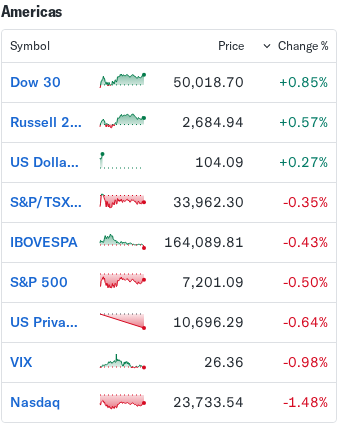 Americas
Symbol Price Change %
Dow 30 50,018.70 +0.85%
Russell 2... 2,684.94 +0.57%
US Dolla... 104.09 +0.27%
S&P/TSX... 33,962.30 -0.35%
IBOVESPA 164,089.81 -0.43%
S&P 500 7,201.09 -0.50%
US Priva... 10,696.29 -0.64%
VIX 26.36 -0.98%
Nasdaq 23,733.54 -1.48%